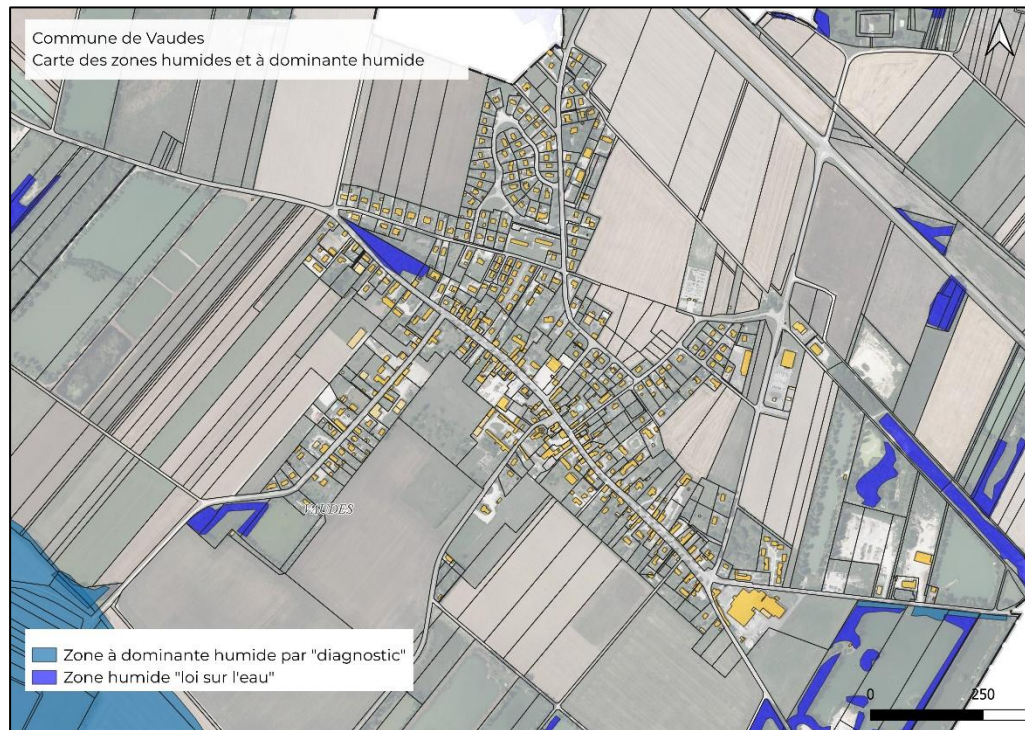 Commune de Vaudes
Carte des zones humides et à dominante humide
VAUDES
Zone à dominante humide par "diagnostic"
Zone humide "loi sur l'eau"
0 250